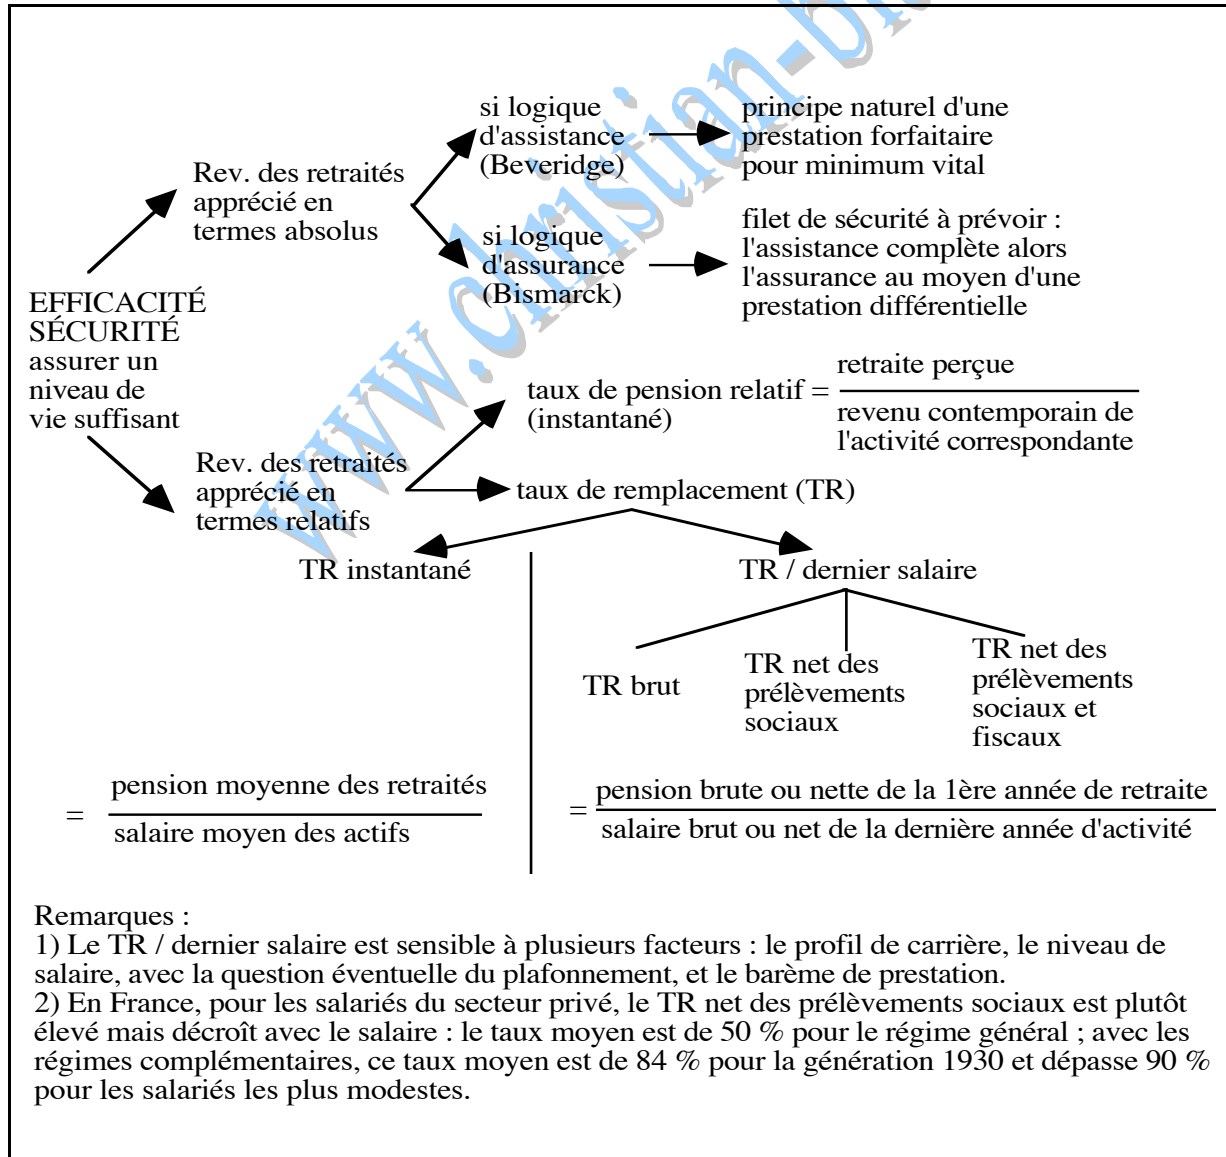 si logique
d'assistance
(Beveridge)
principe naturel d'une
prestation forfaitaire
pour minimum vital
Rev. des retraités
apprécié en
termes absolus
si logique
d'assurance
(Bismarck)
filet de sécurité à prévoir :
l'assistance complète alors
l'assurance au moyen d'une
prestation différentielle
EFFICACITÉ
SÉCURITÉ
assurer un
niveau de
vie suffisant
taux de pension relatif =
(instantané)
retraite perçue
revenu contemporain de
l'activité correspondante
Rev. des retraités
apprécié en
termes relatifs
taux de remplacement (TR)
TR instantané
TR / dernier salaire
TR brut
TR net des
prélèvements
sociaux
TR net des
prélèvements
sociaux et
fiscaux
=
pension moyenne des retraités
salaire moyen des actifs
=
pension brute ou nette de la 1ère année de retraite
salaire brut ou net de la dernière année d'activité
Remarques :
1) Le TR / dernier salaire est sensible à plusieurs facteurs : le profil de carrière, le niveau de
salaire, avec la question éventuelle du plafonnement, et le barème de prestation.
2) En France, pour les salariés du secteur privé, le TR net des prélèvements sociaux est plutôt
élevé mais décroît avec le salaire : le taux moyen est de 50 % pour le régime général ; avec les
régimes complémentaires, ce taux moyen est de 84 % pour la génération 1930 et dépasse 90 %
pour les salariés les plus modestes.
www.christian-